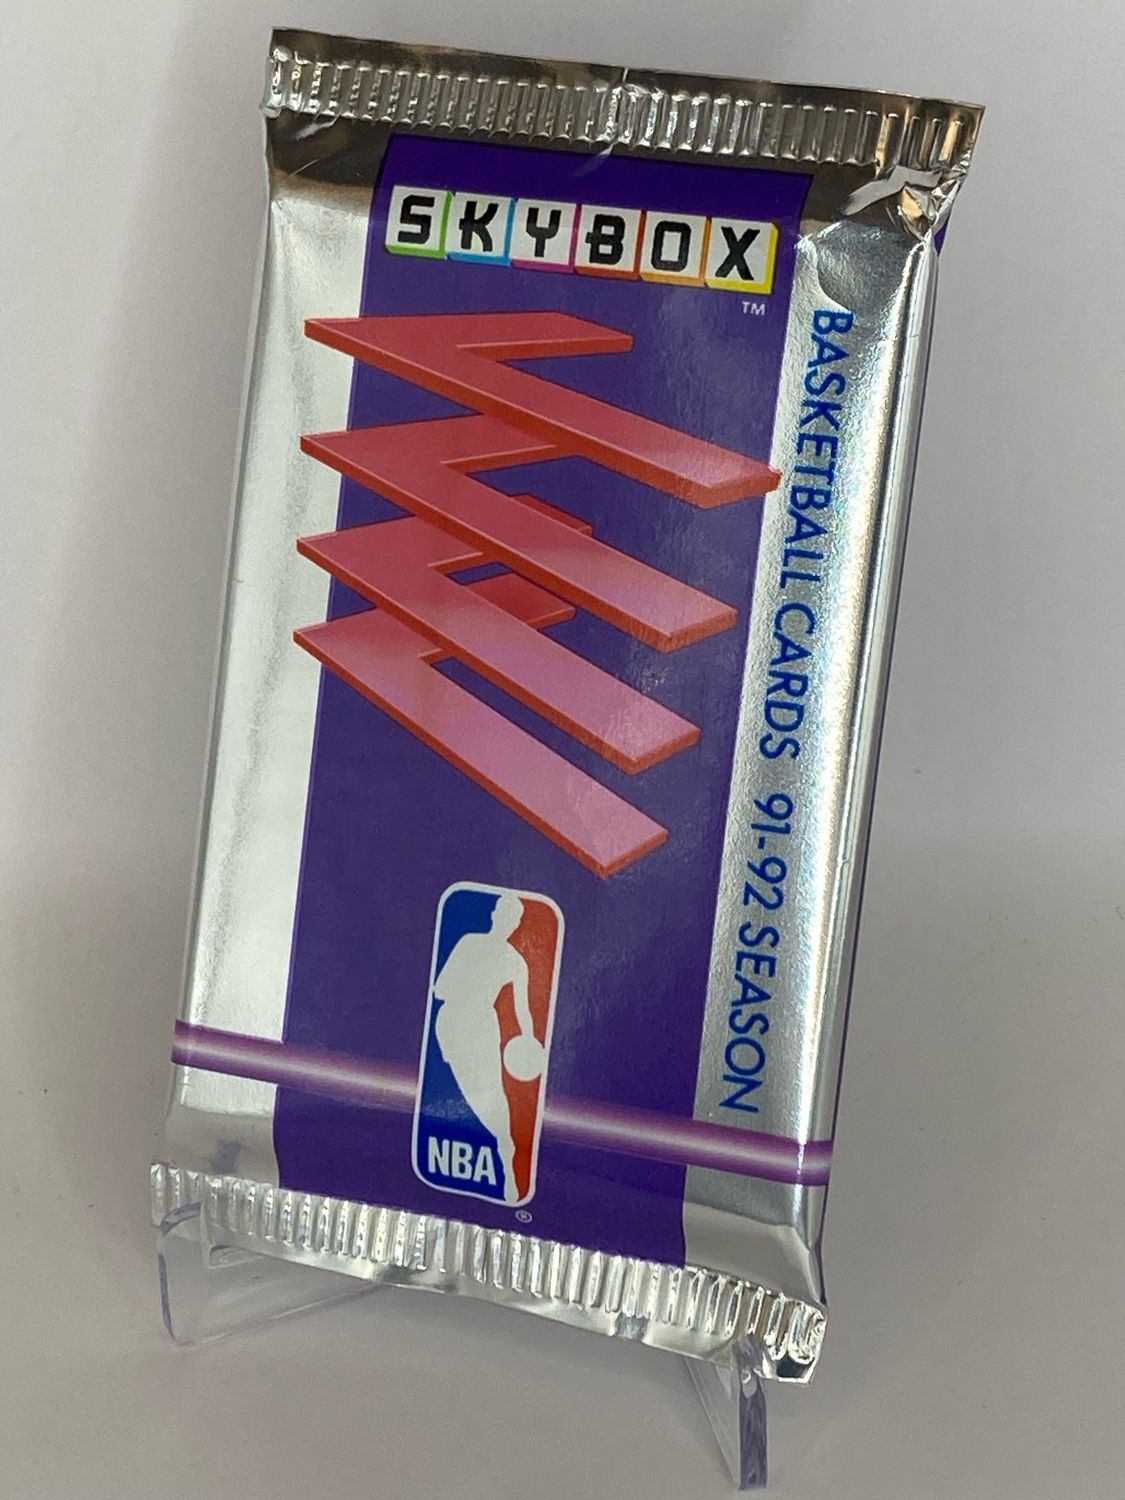 SKYBOX
TM
BASKETBALL CARDS 91-92 SEASON
NBA
®